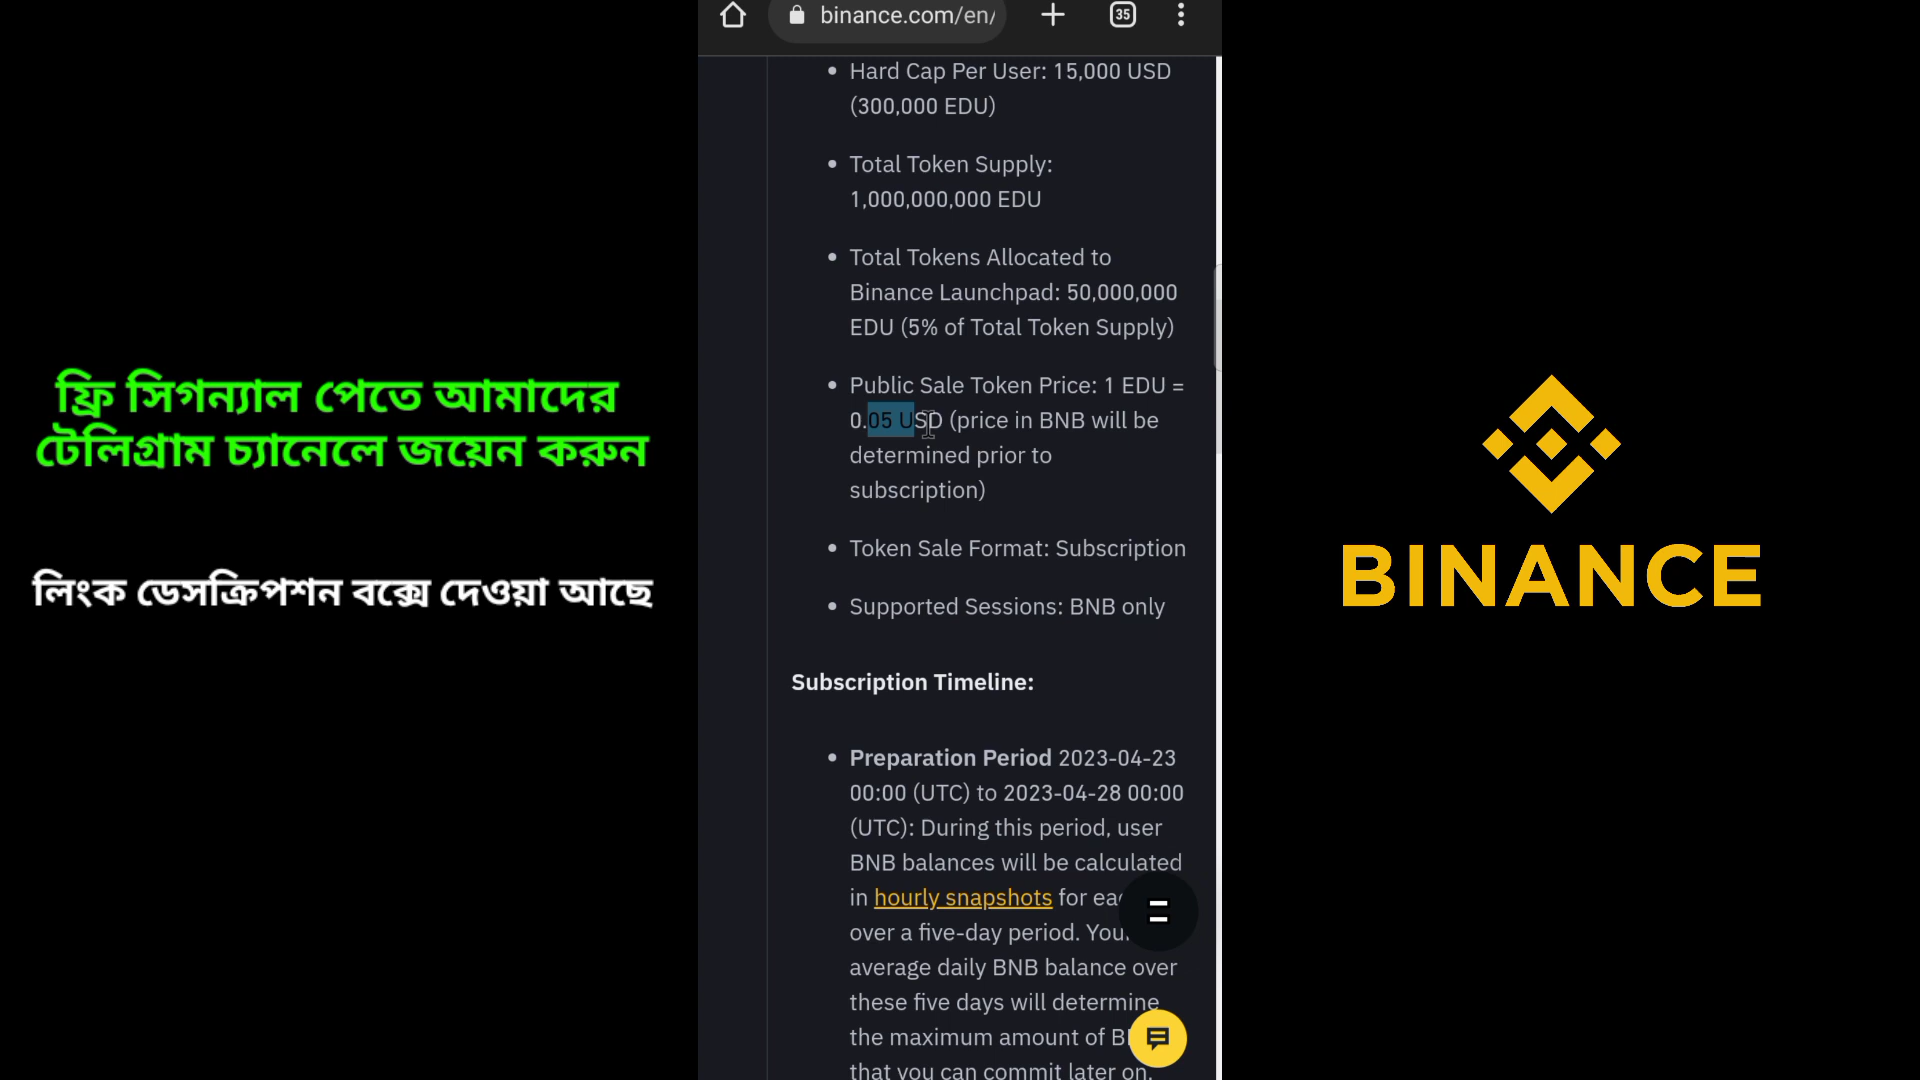 binance.com/en/
35
Hard Cap Per User: 15,000 USD
(300,000 EDU)
Total Token Supply:
1,000,000,000 EDU
Total Tokens Allocated to
Binance Launchpad: 50,000,000
EDU (5% of Total Token Supply)
Public Sale Token Price: 1 EDU =
0.05 USD (price in BNB will be
determined prior to
subscription)
Token Sale Format: Subscription
Supported Sessions: BNB only
Subscription Timeline:
Preparation Period 2023-04-23
00:00 (UTC) to 2023-04-28 00:00
(UTC): During this period, user
BNB balances will be calculated
in hourly snapshots for
over a five-day period.
average daily BNB balance over
these five days will determine
the maximum amount of
that you can commit later on.
ফ্রি সিগন্যাল পেতে আমাদের
টেলিগ্রাম চ্যানেলে জয়েন করুন
লিংক ডেসক্রিপশন বক্সে দেওয়া আছে
BINANCE